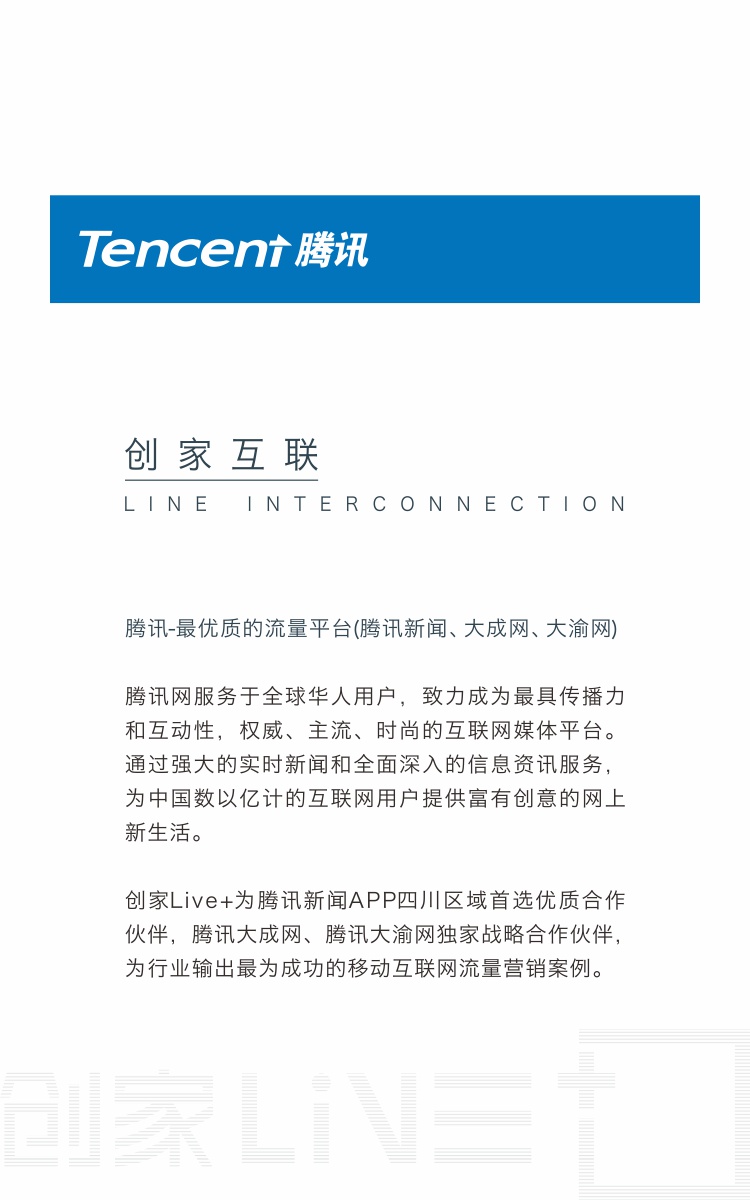 Tencent 腾讯
创家互联
LINE INTERCONNECTION
腾讯-最优质的流量平台(腾讯新闻、大成网、大渝网)
腾讯网服务于全球华人用户，致力成为最具传播力
和互动性，权威、主流、时尚的互联网媒体平台。
通过强大的实时新闻和全面深入的信息资讯服务，
为中国数以亿计的互联网用户提供富有创意的网上
新生活。
创家Live+为腾讯新闻APP四川区域首选优质合作
伙伴，腾讯大成网、腾讯大渝网独家战略合作伙伴，
为行业输出最为成功的移动互联网流量营销案例。
创家LiVE+